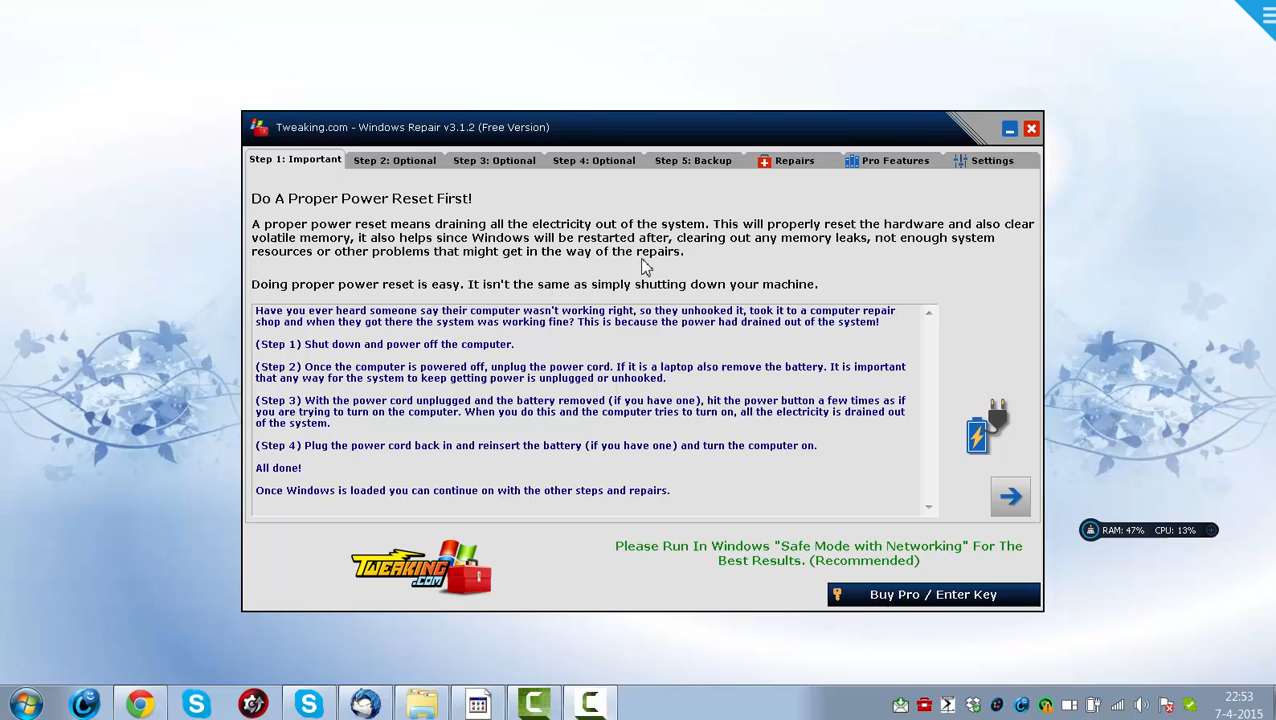 Tweaking.com - Windows Repair v3.1.2 (Free Version)
Step 1: Important
Step 2: Optional
Step 3: Optional
Step 4: Optional
Step 5: Backup
Repairs
Pro Features
Settings
Do A Proper Power Reset First!
A proper power reset means draining all the electricity out of the system. This will properly reset the hardware and also clear
volatile memory, it also helps since Windows will be restarted after, clearing out any memory leaks, not enough system
resources or other problems that might get in the way of the repairs.
Doing proper power reset is easy. It isn't the same as simply shutting down your machine.
Have you ever heard someone say their computer wasn't working right, so they unhooked it, took it to a computer repair
shop and when they got there the system was working fine? This is because the power had drained out of the system!
(Step 1) Shut down and power off the computer.
(Step 2) Once the computer is powered off, unplug the power cord. If it is a laptop also remove the battery. It is important
that any way for the system to keep getting power is unplugged or unhooked.
(Step 3) With the power cord unplugged and the battery removed (if you have one), hit the power button a few times as if
you are trying to turn on the computer. When you do this and the computer tries to turn on, all the electricity is drained out
of the system.
(Step 4) Plug the power cord back in and reinsert the battery (if you have one) and turn the computer on.
All done!
Once Windows is loaded you can continue on with the other steps and repairs.
RAM: 47% CPU: 13%
Please Run In Windows "Safe Mode with Networking" For The
Best Results. (Recommended)
TWEAKING
.COM
Buy Pro / Enter Key
22:53
7-4-2015